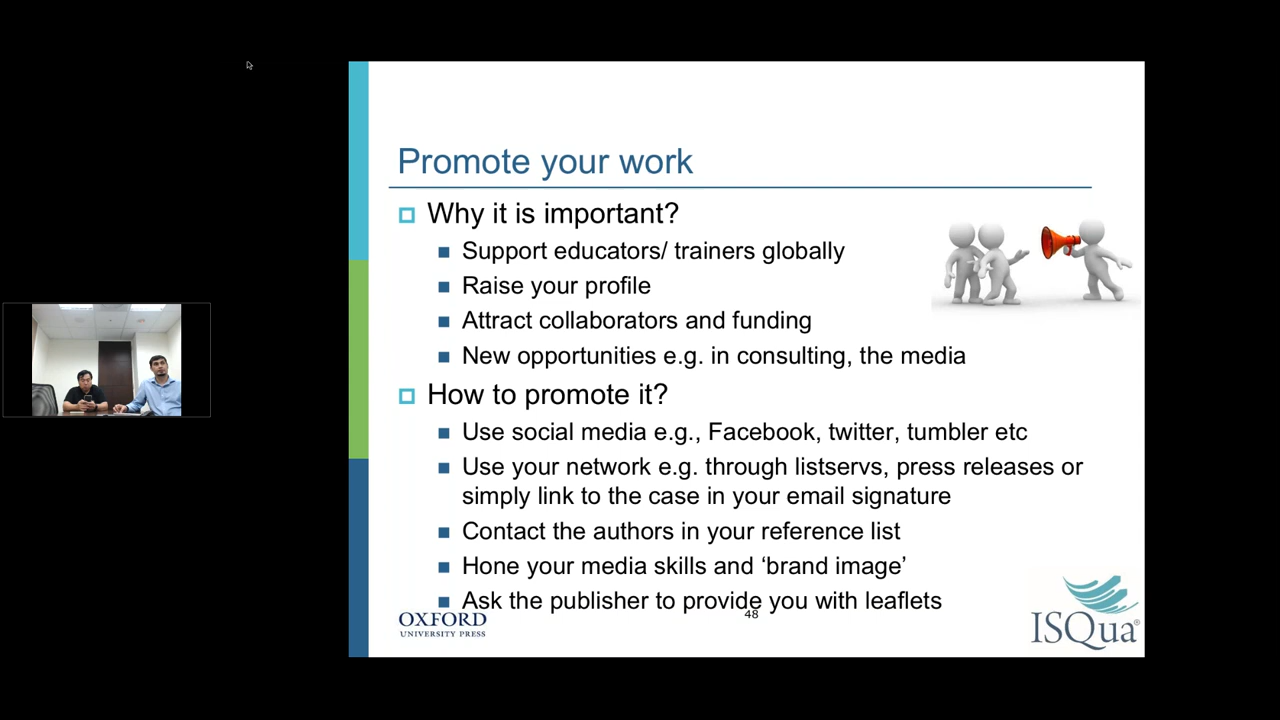 Promote your work
Why it is important?
Support educators/ trainers globally
Raise your profile
Attract collaborators and funding
New opportunities e.g. in consulting, the media
How to promote it?
Use social media e.g., Facebook, twitter, tumbler etc
Use your network e.g. through listservs, press releases or
simply link to the case in your email signature
Contact the authors in your reference list
Hone your media skills and ‘brand image’
Ask the publisher to provide you with leaflets
48
OXFORD
UNIVERSITY PRESS
ISQua®